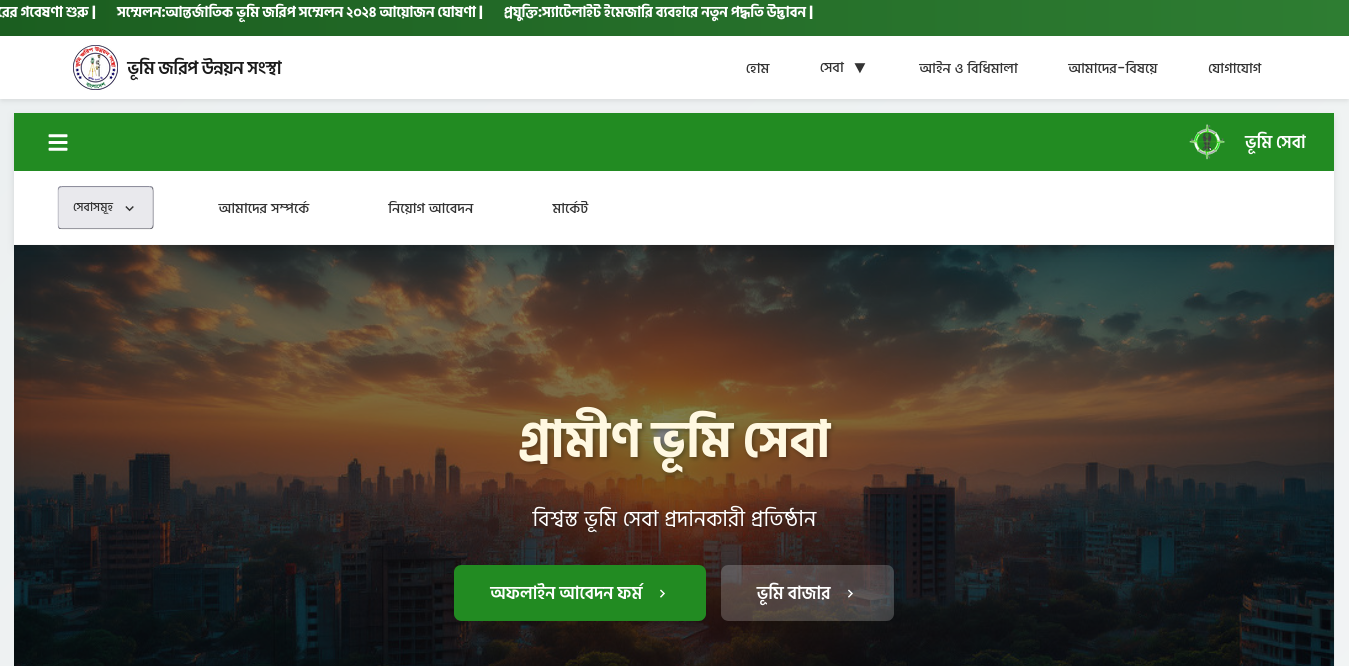 রের গবেষণা শুরু | সম্মেলন:আন্তর্জাতিক ভূমি জরিপ সম্মেলন ২০২৪ আয়োজন ঘোষণা | প্রযুক্তি:স্যাটেলাইট ইমেজারি ব্যবহারে নতুন পদ্ধতি উদ্ভাবন |
ভূমি জরিপ উন্নয়ন সংস্থা
হোম সেবা ▼ আইন ও বিধিমালা আমাদের-বিষয়ে যোগাযোগ
ভূমি সেবা
সেবাসমূহ আমাদের সম্পর্কে নিয়োগ আবেদন মার্কেট
গ্রামীণ ভূমি সেবা
বিশ্বস্ত ভূমি সেবা প্রদানকারী প্রতিষ্ঠান
অফলাইন আবেদন ফর্ম ভূমি বাজার